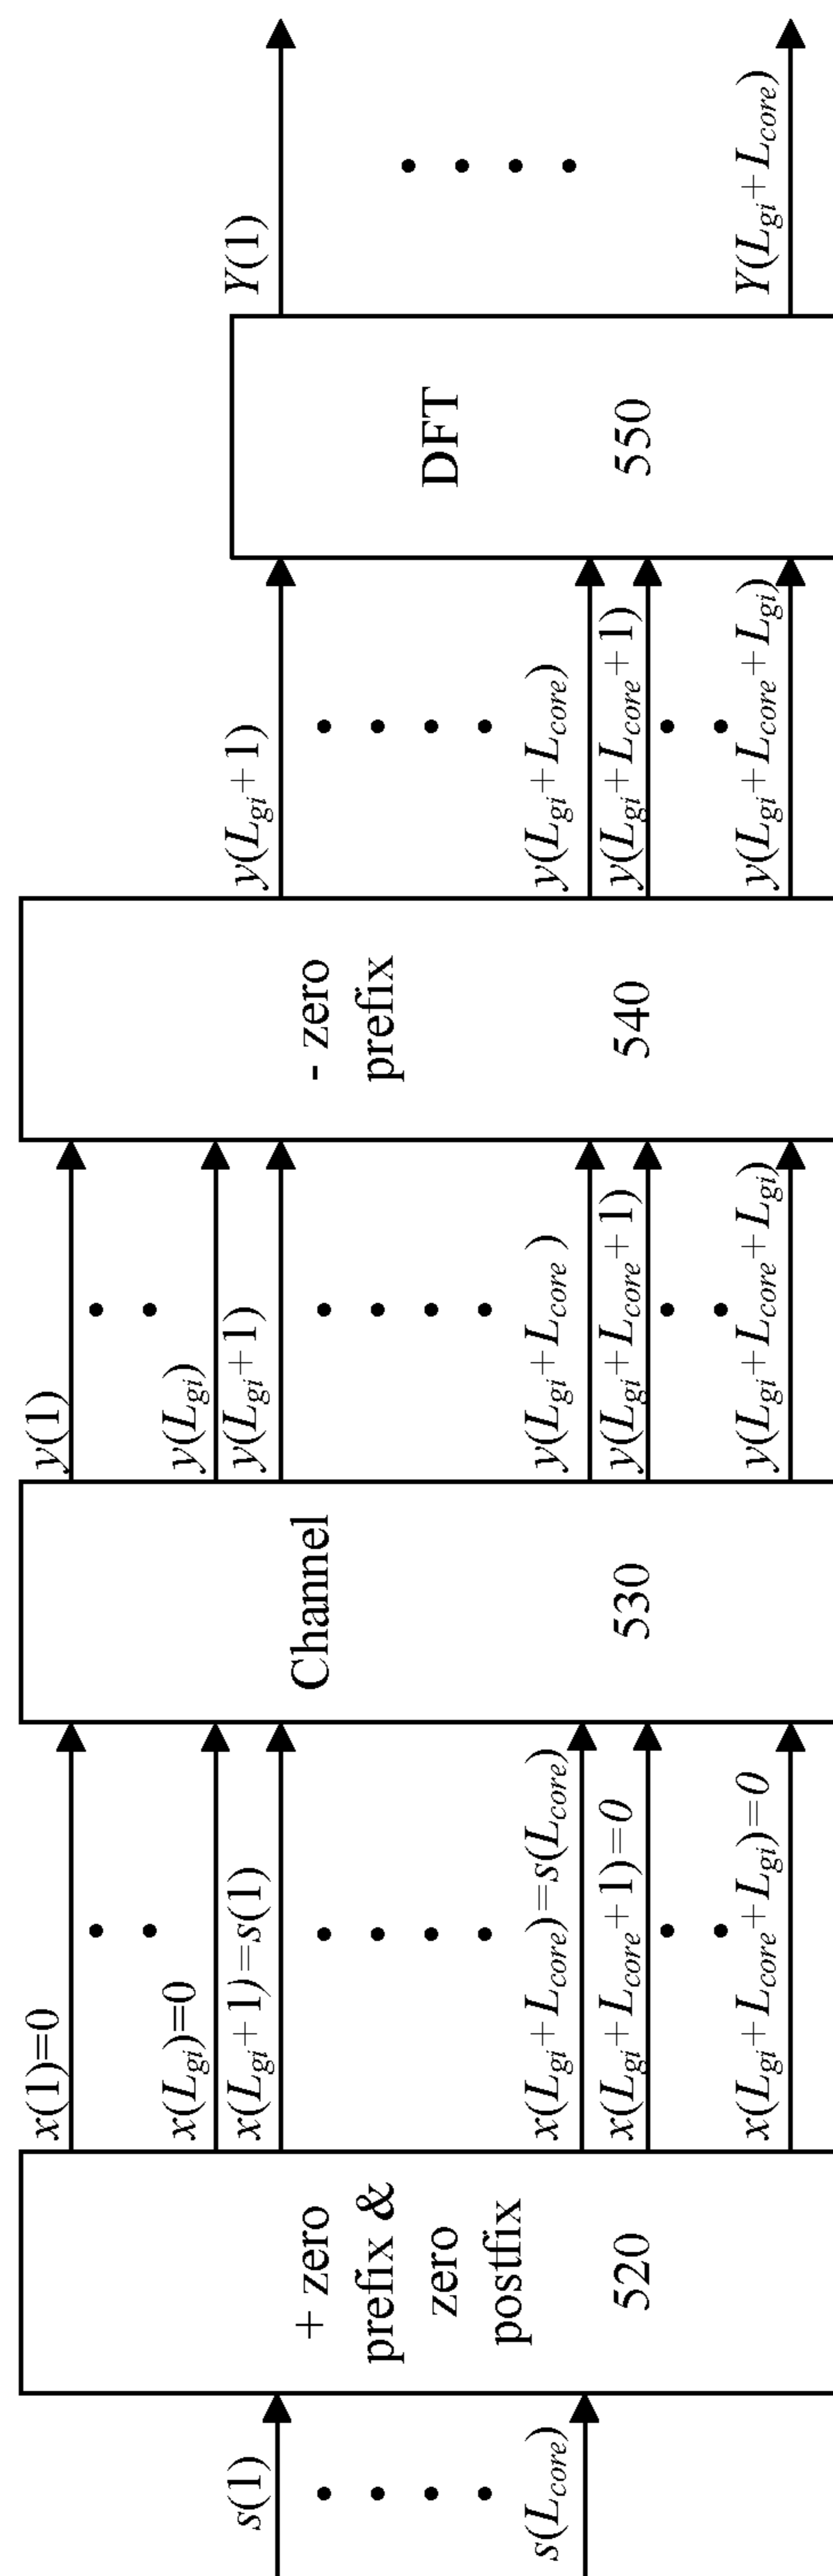 s(1)
s(L_core)
+ zero
prefix &
zero
postfix
520
x(1)=0
x(L_gi)=0
x(L_gi+1)=s(1)
x(L_gi+L_core)=s(L_core)
x(L_gi+L_core+1)=0
x(L_gi+L_core+L_gi)=0
Channel
530
y(1)
y(L_gi)
y(L_gi+1)
y(L_gi+L_core)
y(L_gi+L_core+1)
y(L_gi+L_core+L_gi)
- zero
prefix
540
y(L_gi+1)
y(L_gi+L_core)
y(L_gi+L_core+1)
y(L_gi+L_core+L_gi)
DFT
550
Y(1)
Y(L_gi+L_core)